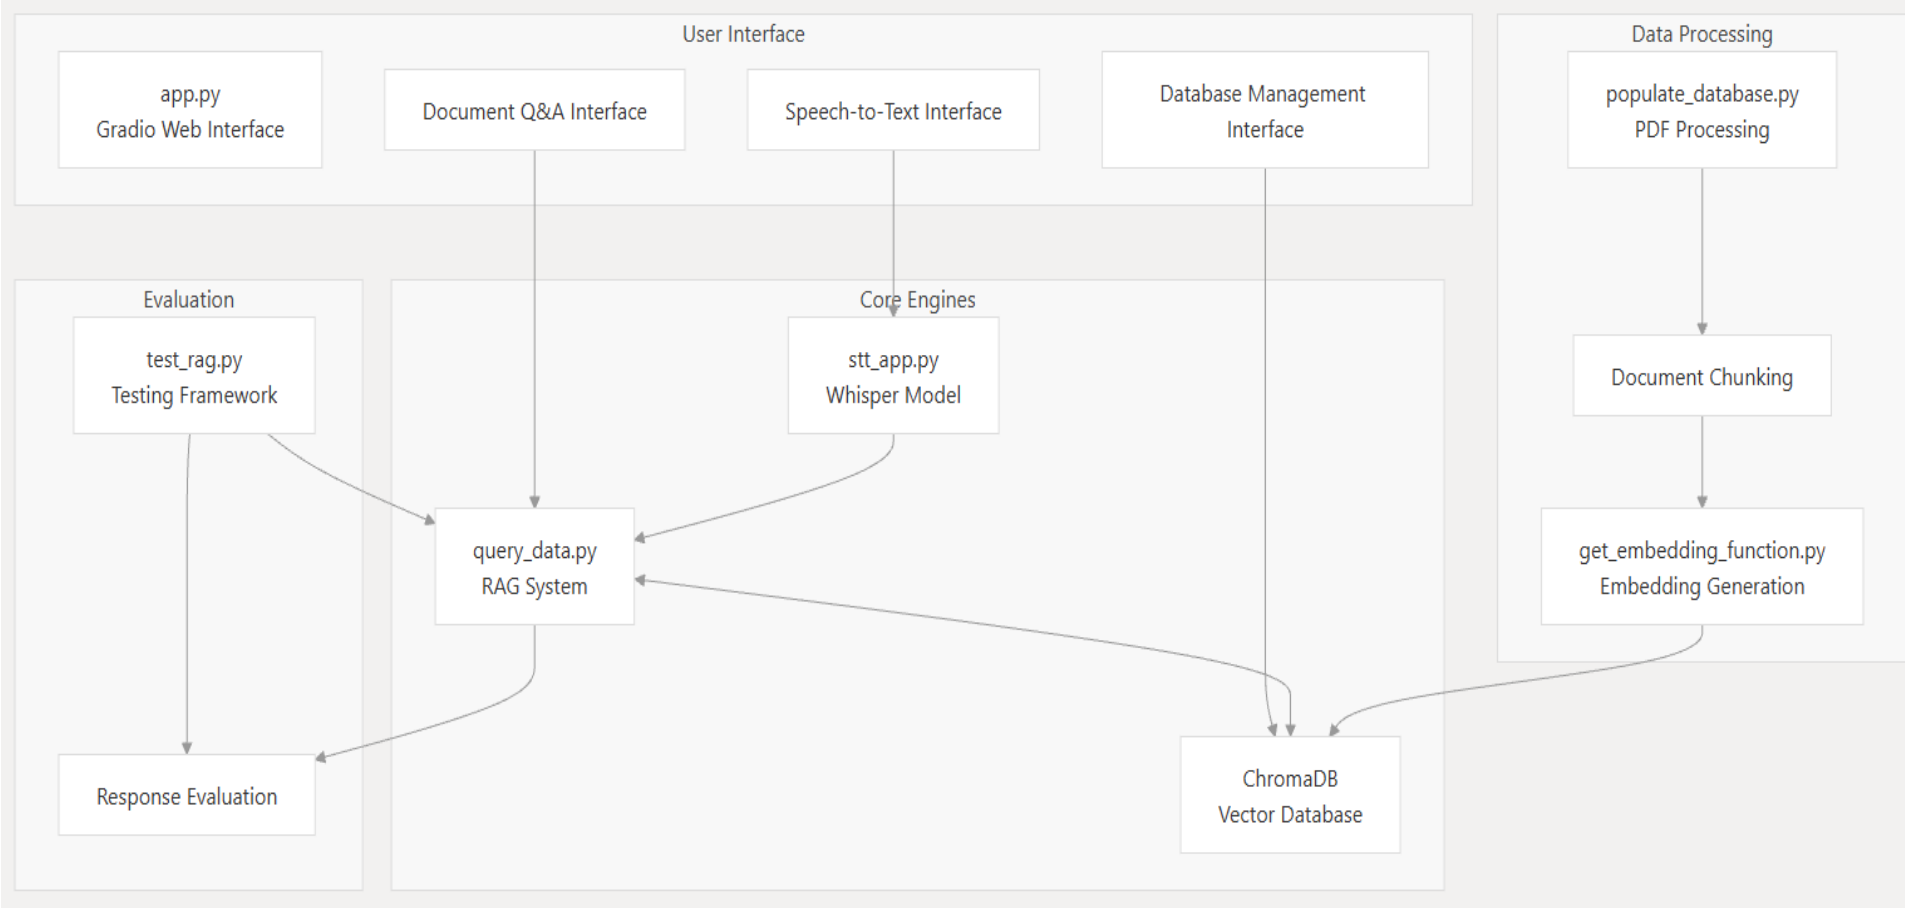 User Interface
app.py
Gradio Web Interface
Document Q&A Interface
Speech-to-Text Interface
Database Management
Interface
Data Processing
populate_database.py
PDF Processing
Document Chunking
get_embedding_function.py
Embedding Generation
Evaluation
test_rag.py
Testing Framework
Response Evaluation
Core Engines
stt_app.py
Whisper Model
query_data.py
RAG System
ChromaDB
Vector Database